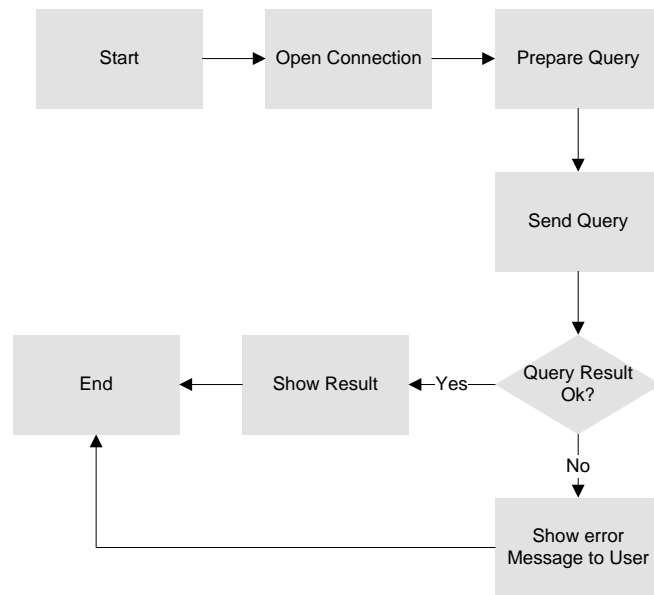 Start
Open Connection
Prepare Query
Send Query
Query Result
Ok?
Yes
Show Result
End
No
Show error
Message to User